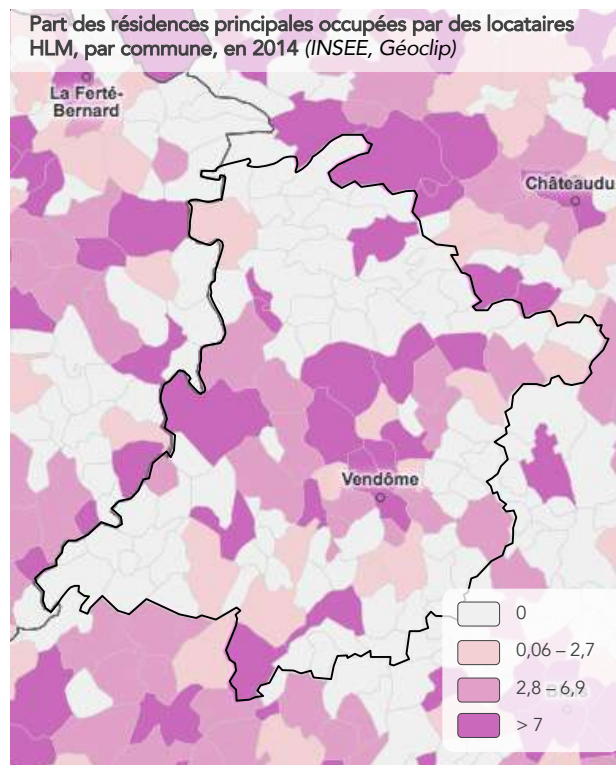 Part des résidences principales occupées par des locataires
HLM, par commune, en 2014 (INSEE, Géoclip)
La Ferté-
Bernard
Châteaudu
Vendôme
0
0,06 – 2,7
2,8 – 6,9
> 7